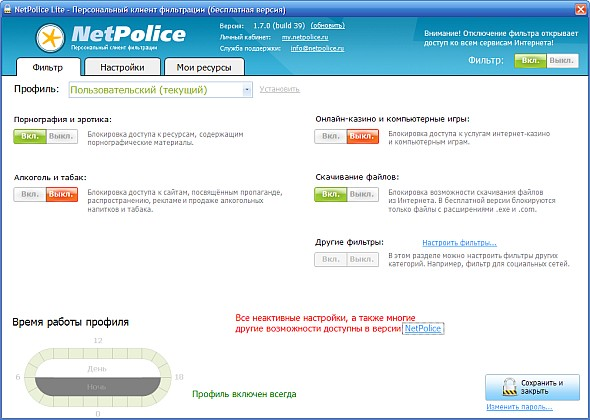 NetPolice Lite - Персональный клиент фильтрации (бесплатная версия)
NetPolice
Персональный клиент фильтрации
Версия: 1.7.0 (build 39) (обновить)
Личный кабинет: my.netpolice.ru
Служба поддержки: info@netpolice.ru
Внимание! Отключение фильтра открывает
доступ ко всем сервисам Интернета!
Фильтр: Вкл. Выкл.
Фильтр Настройки Мои ресурсы
Профиль: Пользовательский (текущий) Установить
Порнография и эротика:
Вкл. Выкл.
Блокировка доступа к ресурсам, содержащим
порнографические материалы.
Онлайн-казино и компьютерные игры:
Вкл. Выкл.
Блокировка доступа к услугам интернет-казино
и компьютерным играм.
Алкоголь и табак:
Вкл. Выкл.
Блокировка доступа к сайтам, посвящённым пропаганде,
распространению, рекламе и продаже алкогольных
напитков и табака.
Скачивание файлов:
Вкл. Выкл.
Блокировка возможности скачивания файлов
из Интернета. В бесплатной версии блокируются
только файлы с расширениями .exe и .com.
Другие фильтры: Настроить фильтры...
Вкл. Выкл.
В этом разделе можно настроить фильтры других
категорий. Например, фильтр для социальных сетей.
Все неактивные настройки, а также многие
другие возможности доступны в версии NetPolice
Время работы профиля
12
День
6 18
Ночь
0
Профиль включен всегда
Сохранить и
закрыть
Изменить пароль...